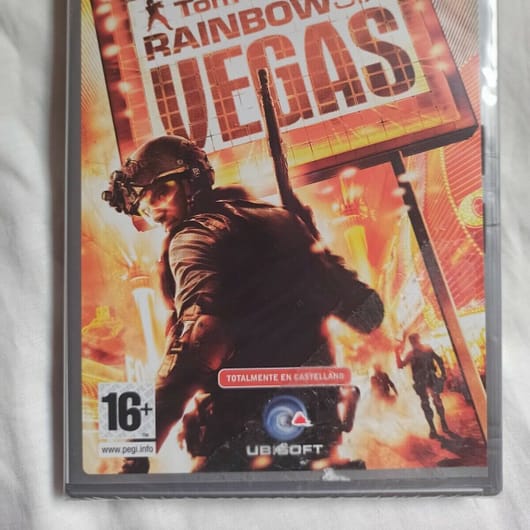 RAINBOW
VEGAS
TOTALMENTE EN CASTELLANO
16+
www.pegi.info
UBISOFT